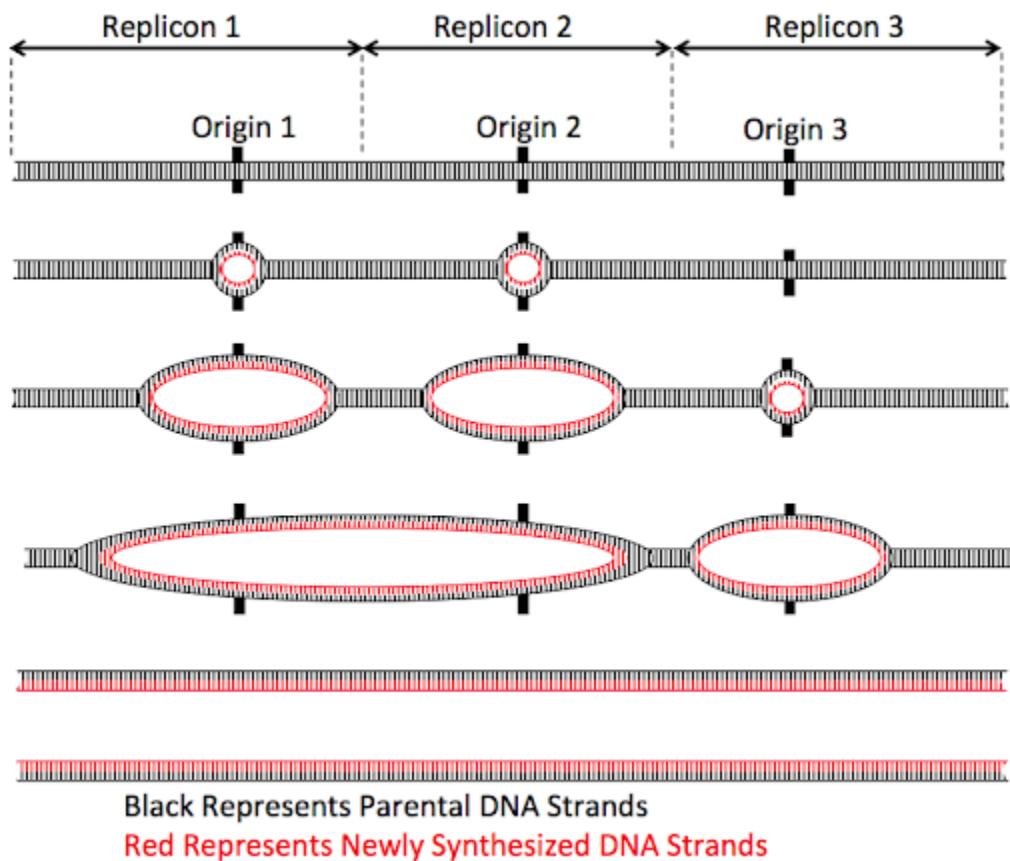 Replicon 1 Replicon 2 Replicon 3
Origin 1 Origin 2 Origin 3
Black Represents Parental DNA Strands
Red Represents Newly Synthesized DNA Strands